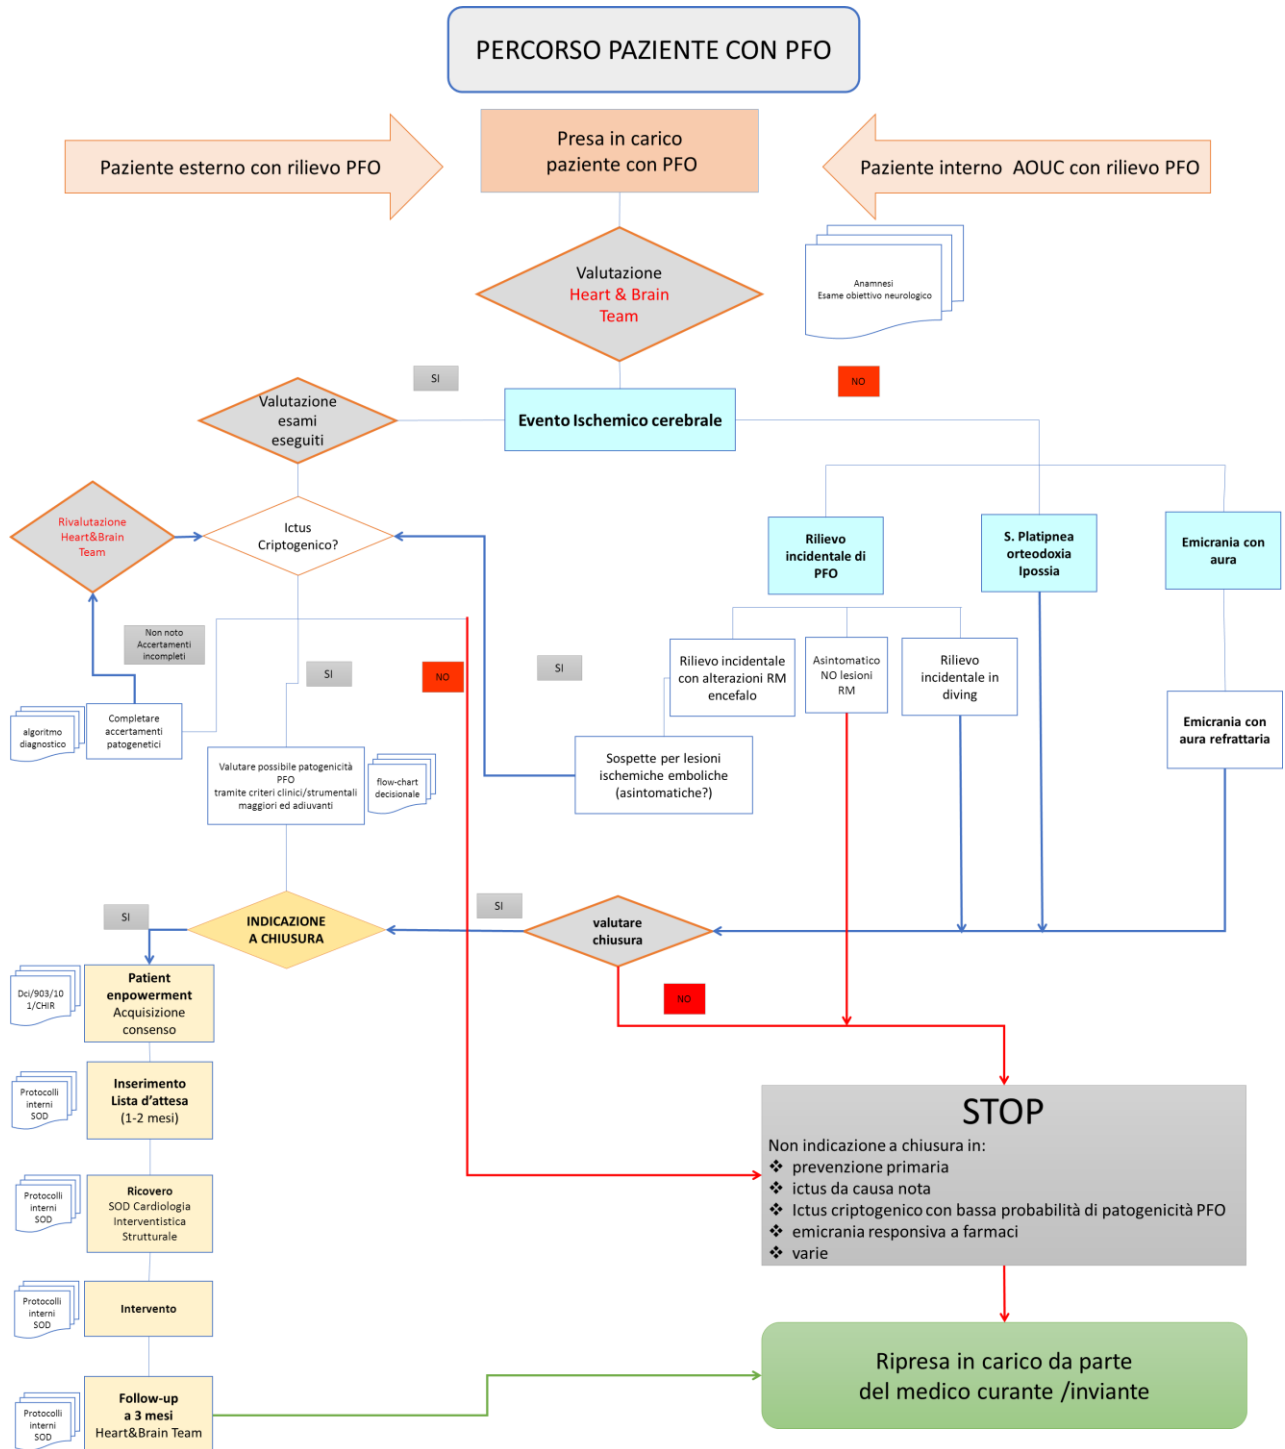 PERCORSO PAZIENTE CON PFO
Paziente esterno con rilievo PFO
Presa in carico
paziente con PFO
Paziente interno AOUC con rilievo PFO
Valutazione
Heart & Brain
Team
Anamnesi
Esame obiettivo neurologico
SI
NO
Valutazione
esami
eseguiti
Evento Ischemico cerebrale
Rivalutazione
Heart&Brain
Team
Ictus
Criptogenico?
Rilievo
incidentale di
PFO
S. Platipnea
orteodoxia
Ipossia
Emicrania con
aura
Non noto
Accertamenti
incompleti
SI
NO
SI
Rilievo incidentale
con alterazioni RM
encefalo
Asintomatico
NO lesioni
RM
Rilievo
incidentale in
diving
Emicrania con
aura refrattaria
algoritmo
diagnostico
Completare
accertamenti
patogenetici
Valutare possibile patogenicità
PFO
tramite criteri clinici/strumentali
maggiori ed adiuvanti
flow-chart
decisionale
Sospette per lesioni
ischemiche emboliche
(asintomatiche?)
SI
INDICAZIONE
A CHIUSURA
SI
valutare
chiusura
NO
Dci/903/10
1/CHIR
Patient
enpowerment
Acquisizione
consenso
Protocolli
interni
SOD
Inserimento
Lista d'attesa
(1-2 mesi)
STOP
Non indicazione a chiusura in:
❖ prevenzione primaria
❖ ictus da causa nota
❖ Ictus criptogenico con bassa probabilità di patogenicità PFO
❖ emicrania responsiva a farmaci
❖ varie
Protocolli
interni
SOD
Ricovero
SOD Cardiologia
Interventistica
Strutturale
Protocolli
interni
SOD
Intervento
Ripresa in carico da parte
del medico curante /inviante
Protocolli
interni
SOD
Follow-up
a 3 mesi
Heart&Brain Team